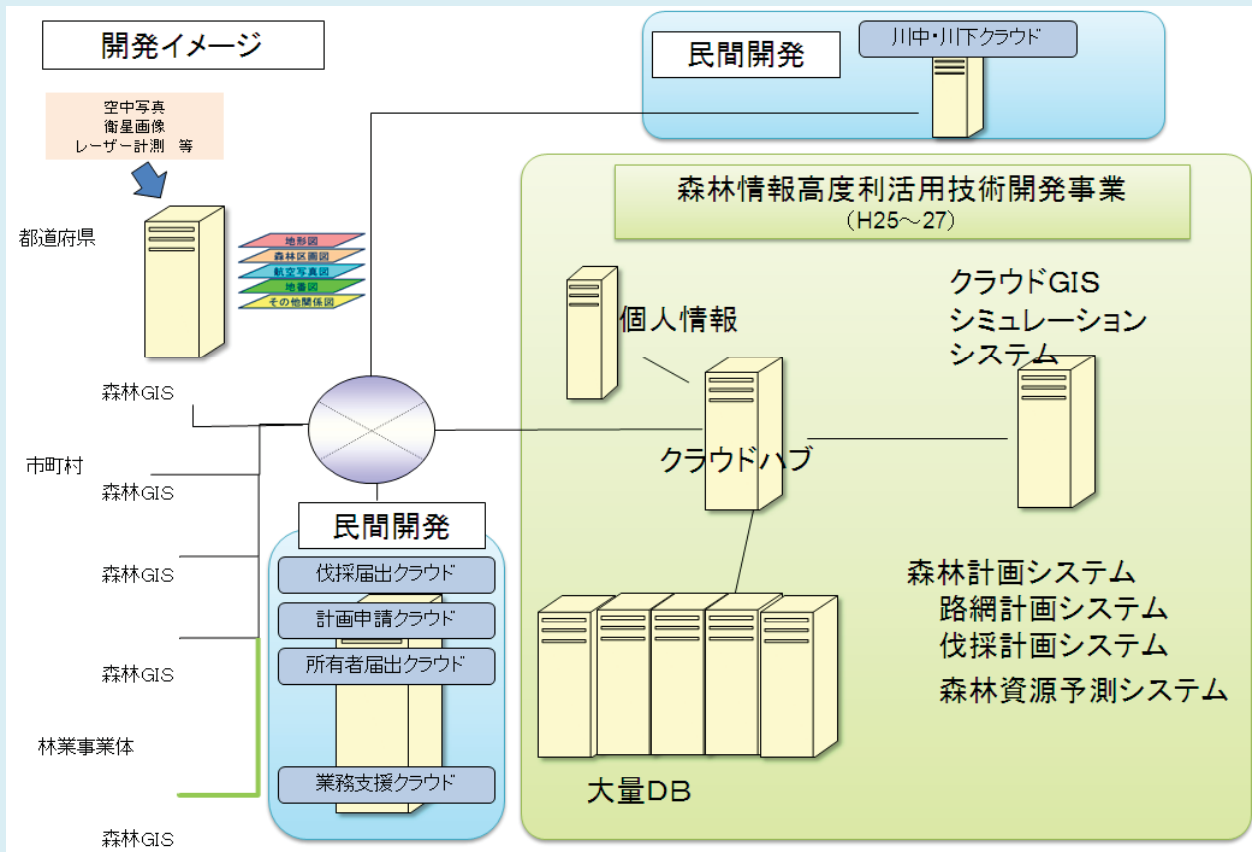 開発イメージ
空中写真
衛星画像
レーザー計測　等
都道府県
地形図
森林区画図
航空写真図
地番図
その他関係図
森林GIS
市町村
森林GIS
森林GIS
森林GIS
林業事業体
森林GIS
民間開発
川中・川下クラウド
民間開発
伐採届出クラウド
計画申請クラウド
所有者届出クラウド
業務支援クラウド
森林情報高度利活用技術開発事業
（H25～27）
個人情報
クラウドGIS
シミュレーション
システム
クラウドハブ
森林計画システム
路網計画システム
伐採計画システム
森林資源予測システム
大量DB